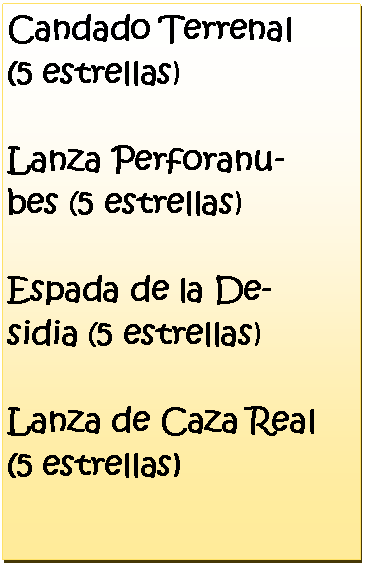 Candado Terrenal
(5 estrellas)
Lanza Perforanu-
bes (5 estrellas)
Espada de la De-
sidia (5 estrellas)
Lanza de Caza Real
(5 estrellas)